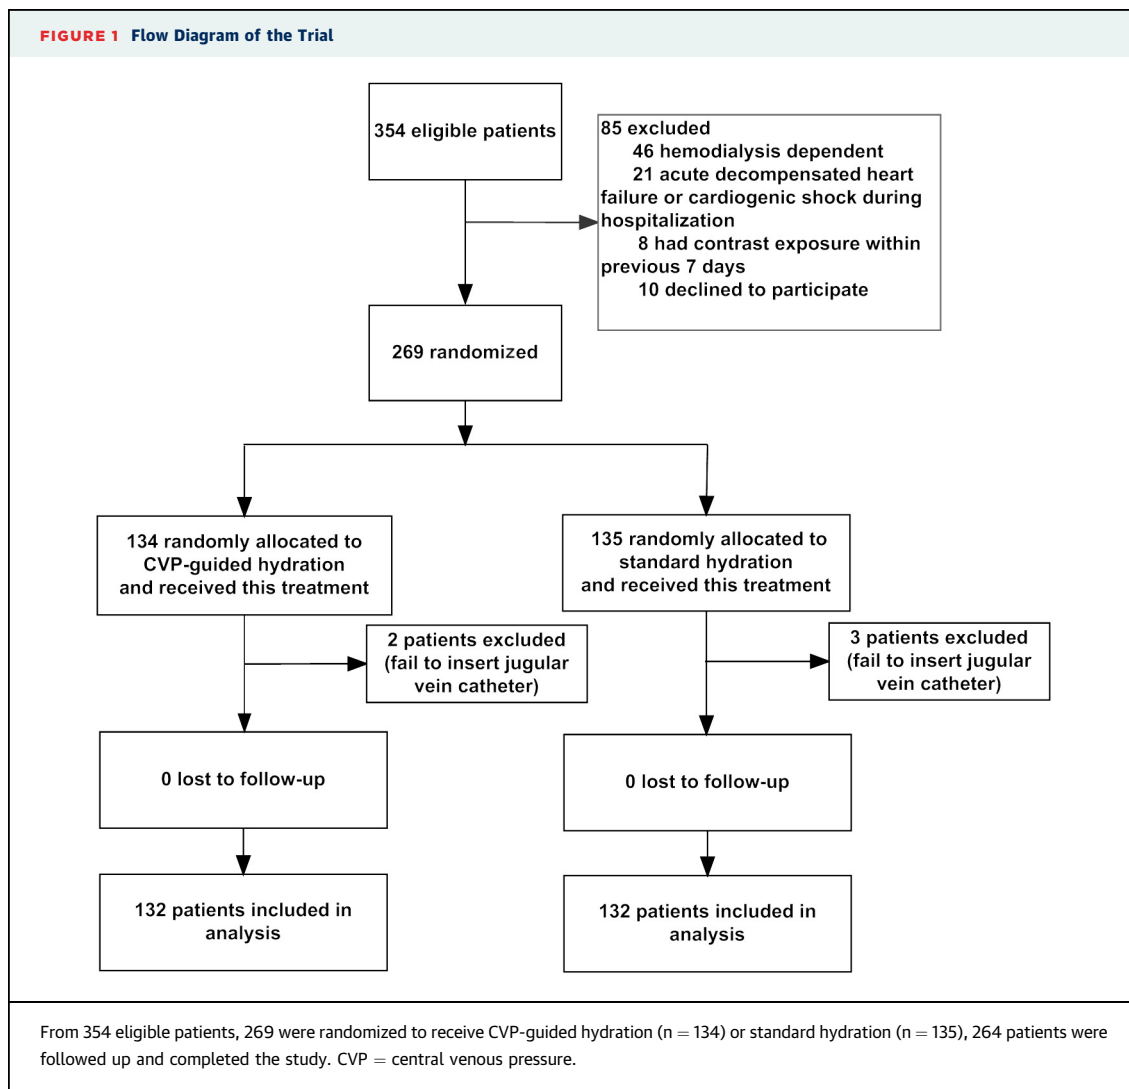 FIGURE 1 Flow Diagram of the Trial
354 eligible patients
85 excluded
46 hemodialysis dependent
21 acute decompensated heart
failure or cardiogenic shock during
hospitalization
8 had contrast exposure within
previous 7 days
10 declined to participate
269 randomized
134 randomly allocated to
CVP-guided hydration
and received this treatment
135 randomly allocated to
standard hydration
and received this treatment
2 patients excluded
(fail to insert jugular
vein catheter)
3 patients excluded
(fail to insert jugular
vein catheter)
0 lost to follow-up
0 lost to follow-up
132 patients included in
analysis
132 patients included in
analysis
From 354 eligible patients, 269 were randomized to receive CVP-guided hydration (n = 134) or standard hydration (n = 135), 264 patients were
followed up and completed the study. CVP = central venous pressure.